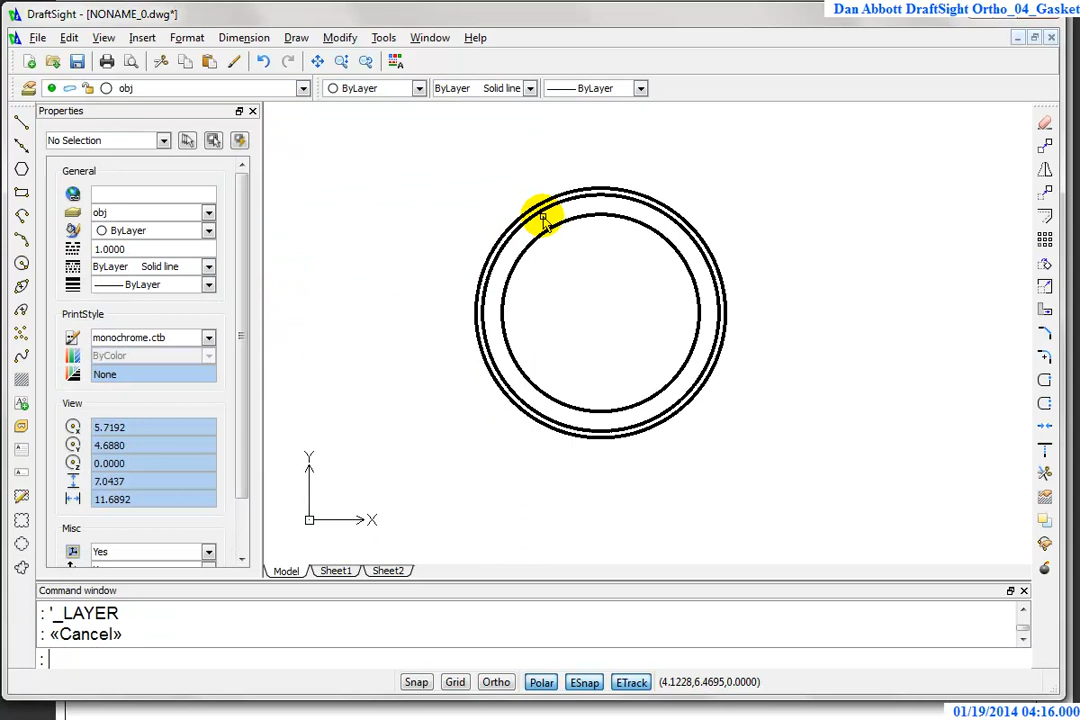 Dan Abbott DraftSight Ortho_04_Gasket
DraftSight - [NONAME_0.dwg*]
File Edit View Insert Format Dimension Draw Modify Tools Window Help
obj ByLayer ByLayer Solid line ByLayer
Properties
No Selection
General
obj
ByLayer
1.0000
ByLayer Solid line
ByLayer
PrintStyle
monochrome.ctb
ByColor
None
View
X 5.7192
Y 4.6880
Z 0.0000
7.0437
11.6892
Misc
Yes
Y
X
Model Sheet1 Sheet2
Command window
: '_LAYER
: «Cancel»
:
Snap Grid Ortho Polar ESnap ETrack (4.1228,6.4695,0.0000)
01/19/2014 04:16.000